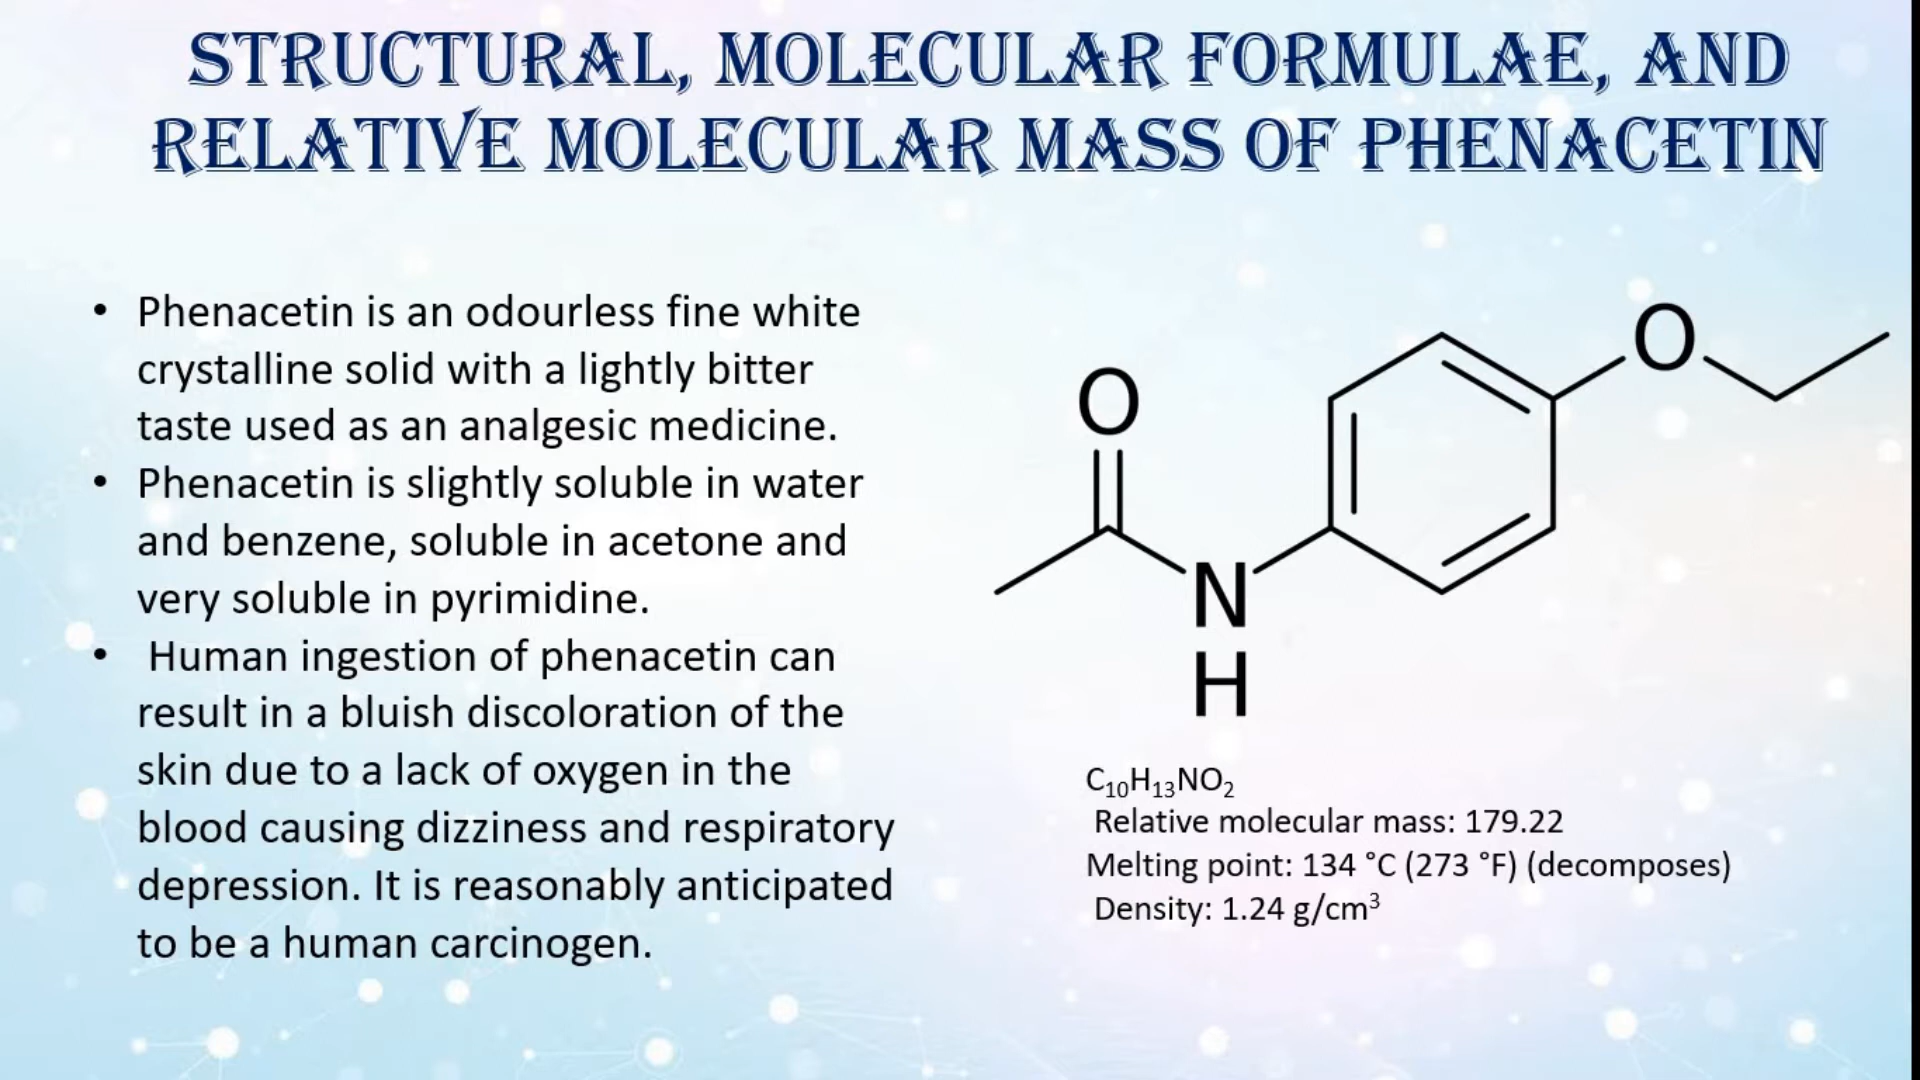 STRUCTURAL, MOLECULAR FORMULAE, AND
RELATIVE MOLECULAR MASS OF PHENACETIN
• Phenacetin is an odourless fine white
crystalline solid with a lightly bitter
taste used as an analgesic medicine.
• Phenacetin is slightly soluble in water
and benzene, soluble in acetone and
very soluble in pyrimidine.
• Human ingestion of phenacetin can
result in a bluish discoloration of the
skin due to a lack of oxygen in the
blood causing dizziness and respiratory
depression. It is reasonably anticipated
to be a human carcinogen.
O
O
N
H
C₁₀H₁₃NO₂
Relative molecular mass: 179.22
Melting point: 134 °C (273 °F) (decomposes)
Density: 1.24 g/cm³